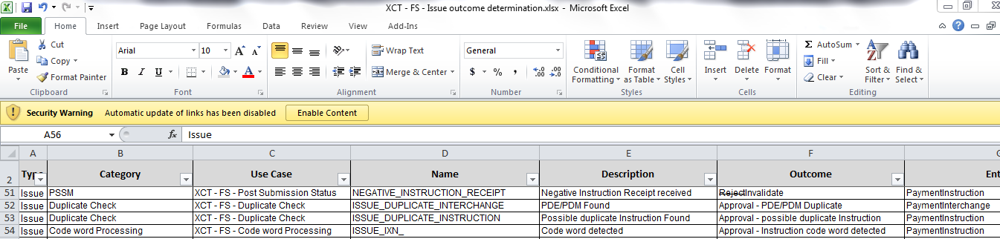 XCT - FS - Issue outcome determination.xlsx - Microsoft Excel
File Home Insert Page Layout Formulas Data Review View Add-Ins
Paste Cut Copy Format Painter Clipboard
Arial 10 A A B I U A Font
Wrap Text Merge & Center Alignment
General $ % , .0 .00 .00 .0 Number
Conditional Formatting Format as Table Cell Styles Styles
Insert Delete Format Cells
Σ AutoSum Fill Clear Sort & Filter Find & Select Editing
Security Warning Automatic update of links has been disabled Enable Content
A56 fx Issue
A B C D E F G
2 Type Category Use Case Name Description Outcome Ent
51 Issue PSSM XCT - FS - Post Submission Status NEGATIVE_INSTRUCTION_RECEIPT Negative Instruction Receipt received RejectInvalidate PaymentInstruction
52 Issue Duplicate Check XCT - FS - Duplicate Check ISSUE_DUPLICATE_INTERCHANGE PDE/PDM Found Approval - PDE/PDM Duplicate PaymentInterchange
53 Issue Duplicate Check XCT - FS - Duplicate Check ISSUE_DUPLICATE_INSTRUCTION Possible duplicate Instruction Found Approval - possible duplicate Instruction PaymentInstruction
54 Issue Code word Processing XCT - FS - Code word Processing ISSUE_IXN_ Code word detected Approval - Instruction code word detected PaymentInstruction